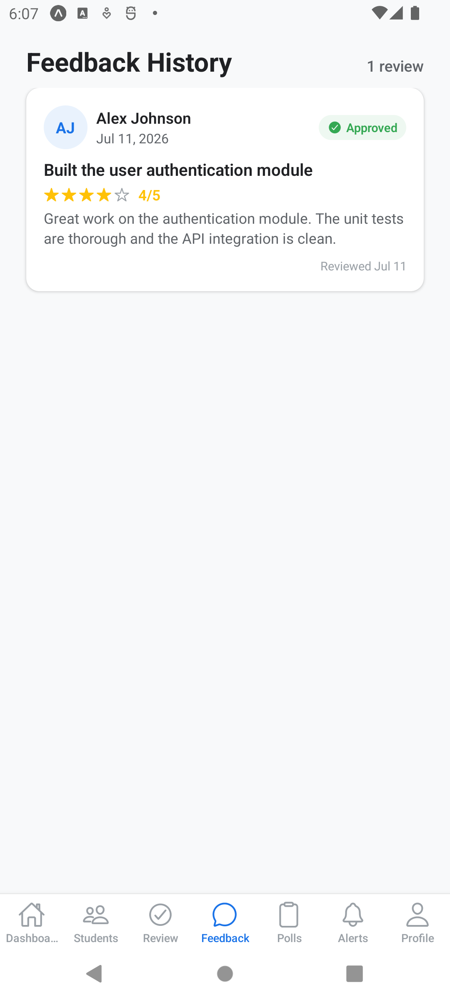 6:07
Feedback History
1 review
AJ
Alex Johnson
Jul 11, 2026
Approved
Built the user authentication module
4/5
Great work on the authentication module. The unit tests
are thorough and the API integration is clean.
Reviewed Jul 11
Dashboa...
Students
Review
Feedback
Polls
Alerts
Profile